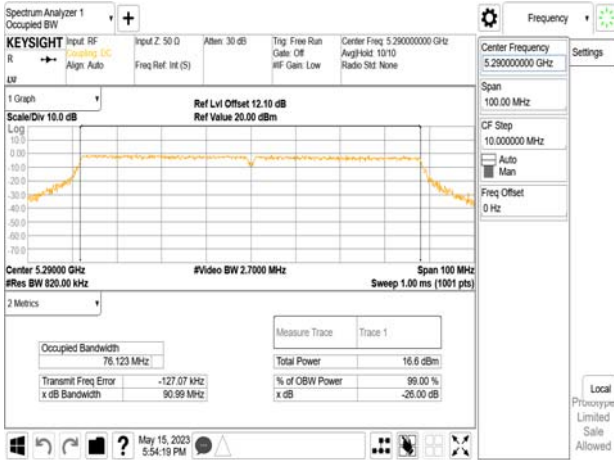 Spectrum Analyzer 1
Occupied BW
Frequency
KEYSIGHT
R
LXI
Input: RF
Coupling: DC
Align: Auto
Input Z: 50 Ω
Freq Ref: Int (S)
Atten: 30 dB
Trig: Free Run
Gate: Off
#IF Gain: Low
Center Freq: 5.290000000 GHz
Avg|Hold: 10/10
Radio Std: None
Center Frequency
5.290000000 GHz
Settings
Span
100.00 MHz
CF Step
10.000000 MHz
Auto
Man
Freq Offset
0 Hz
1 Graph
Scale/Div 10.0 dB
Ref Lvl Offset 12.10 dB
Ref Value 20.00 dBm
Log
10.0
0.00
-10.0
-20.0
-30.0
-40.0
-50.0
-60.0
-70.0
Center 5.29000 GHz
#Res BW 820.00 kHz
#Video BW 2.7000 MHz
Span 100 MHz
Sweep 1.00 ms (1001 pts)
2 Metrics
Measure Trace
Trace 1
Occupied Bandwidth
76.123 MHz
Total Power
16.6 dBm
Transmit Freq Error
-127.07 kHz
% of OBW Power
99.00 %
x dB Bandwidth
90.99 MHz
x dB
-26.00 dB
Local
Prototype
Limited
Sale
Allowed
?
May 15, 2023
5:54:19 PM